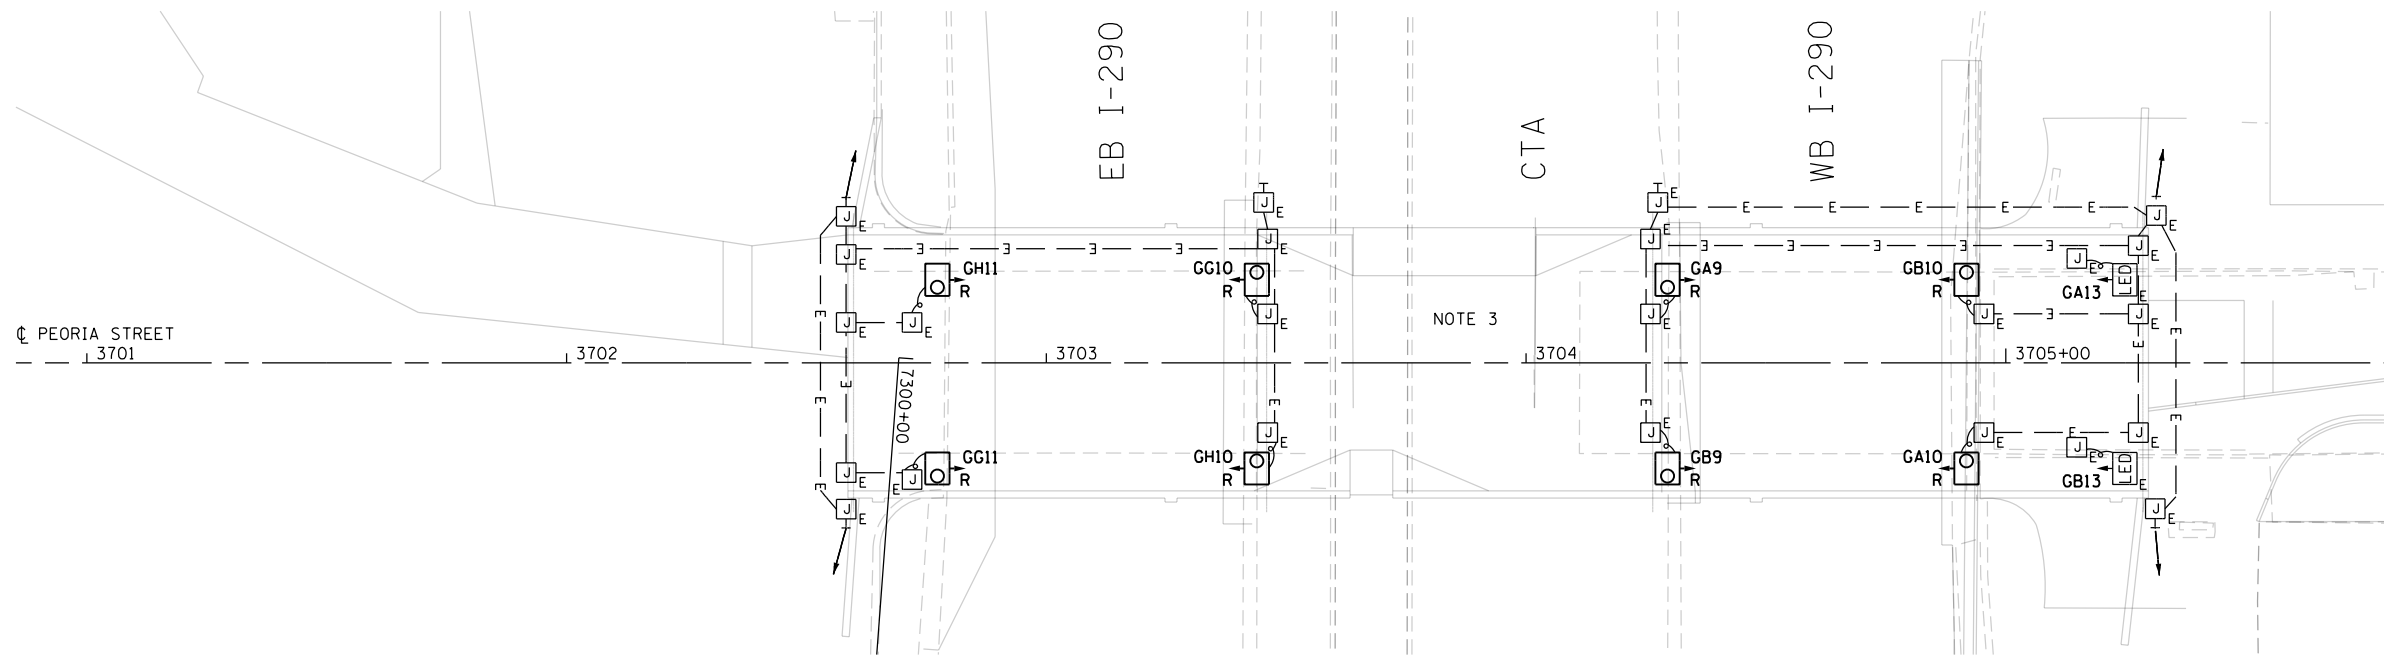 EB I-290
CTA
WB I-290
J E
J E
J E
J E
E E E E E
J E
J E
E E E E
J E
J E
E E E E E
J E
J E
GH11
R
GG10
R
GA9
R
GB10
R
J E
LED
GA13
E
J E
J E
J E
J E
J E
E
J E
E
E
E
NOTE 3
℄ PEORIA STREET
3701
3702
3703
3704
3705+00
7300+00
E
E
E
E
E
J E
J E
J E
E
J E
J E
J E
GG11
R
GH10
R
GB9
R
GA10
R
J E
LED
GB13
E
E
J E
J E